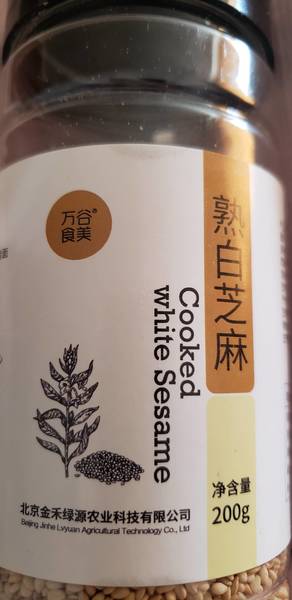 万谷®
食美
熟白芝麻
Cooked
white Sesame
净含量
200g
北京金禾绿源农业科技有限公司
Beijing Jinhe Lvyuan Agricultural Technology Co., Ltd